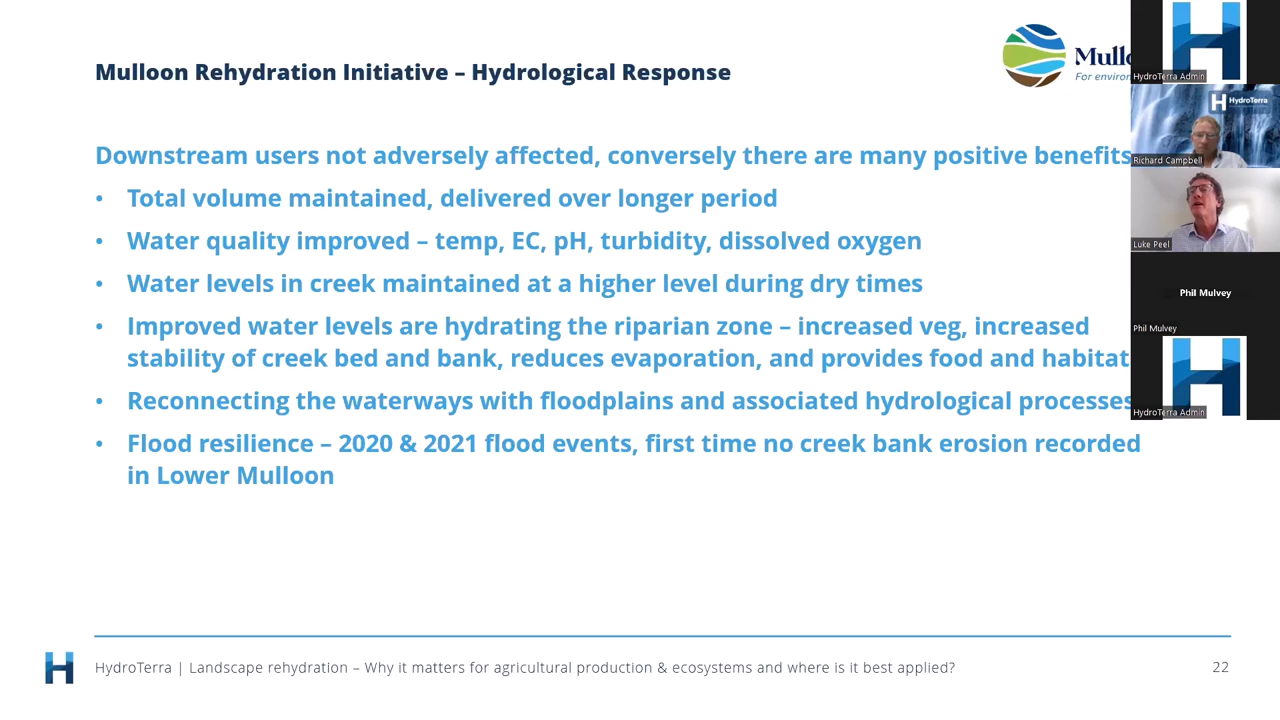 Mulloon Rehydration Initiative – Hydrological Response
For
Downstream users not adversely affected, conversely there are many positive benefits
• Total volume maintained, delivered over longer period
• Water quality improved – temp, EC, pH, turbidity, dissolved oxygen
• Water levels in creek maintained at a higher level during dry times
• Improved water levels are hydrating the riparian zone – increased veg, increased
stability of creek bed and bank, reduces evaporation, and provides food and habitat
• Reconnecting the waterways with floodplains and associated hydrological processes
• Flood resilience – 2020 & 2021 flood events, first time no creek bank erosion recorded
in Lower Mulloon
HydroTerra | Landscape rehydration – Why it matters for agricultural production & ecosystems and where is it best applied?
22
HydroTerra Admin
HydroTerra
Richard Campbell
Luke Peel
Phil Mulvey
Phil Mulvey
HydroTerra Admin